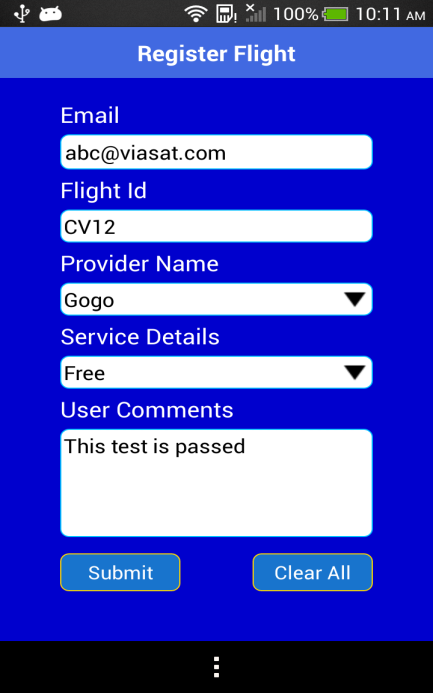 100% 10:11 AM
Register Flight
Email
abc@viasat.com
Flight Id
CV12
Provider Name
Gogo
Service Details
Free
User Comments
This test is passed
Submit Clear All